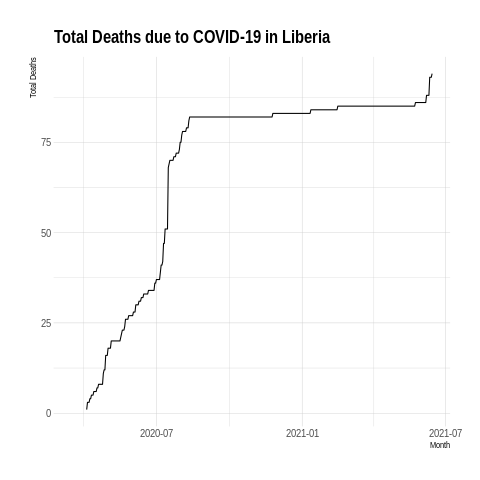 Total Deaths due to COVID-19 in Liberia
Total Deaths
75
50
25
0
2020-07
2021-01
2021-07
Month